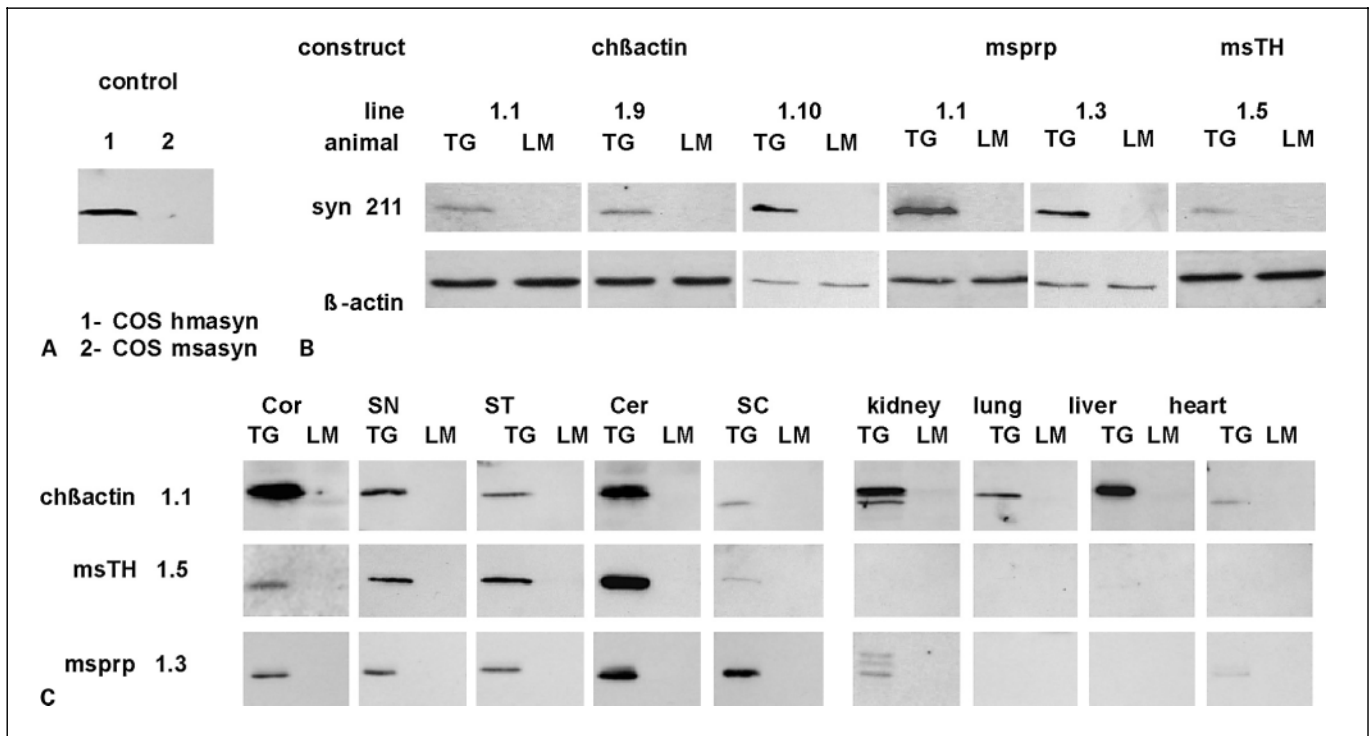 construct chßactin msprp msTH
control
line 1.1 1.9 1.10 1.1 1.3 1.5
1 2 animal TG LM TG LM TG LM TG LM TG LM TG LM
syn 211
ß-actin
1- COS hmasyn
A 2- COS msasyn B
Cor SN ST Cer SC kidney lung liver heart
TG LM TG LM TG LM TG LM TG LM TG LM TG LM TG LM TG LM
chßactin 1.1
msTH 1.5
msprp 1.3
C